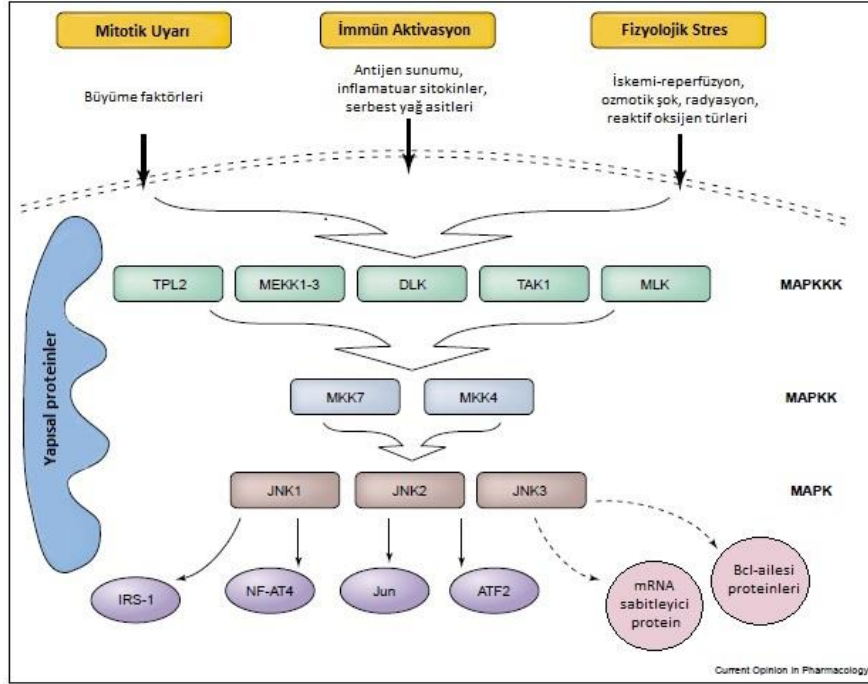 Mitotik Uyarı
İmmün Aktivasyon
Fizyolojik Stres
Büyüme faktörleri
Antijen sunumu,
inflamatuar sitokinler,
serbest yağ asitleri
İskemi-reperfüzyon,
ozmotik şok, radyasyon,
reaktif oksijen türleri
Yapısal proteinler
TPL2
MEKK1-3
DLK
TAK1
MLK
MAPKKK
MKK7
MKK4
MAPKK
JNK1
JNK2
JNK3
MAPK
IRS-1
NF-AT4
Jun
ATF2
mRNA
sabitleyici
protein
Bcl-ailesi
proteinleri
Current Opinion in Pharmacology